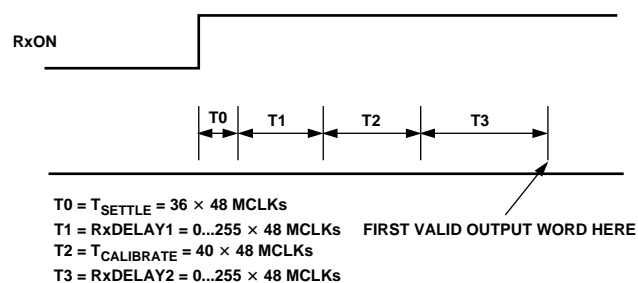 RxON
T0 T1 T2 T3
T0 = TSETTLE = 36 × 48 MCLKs
T1 = RxDELAY1 = 0...255 × 48 MCLKs FIRST VALID OUTPUT WORD HERE
T2 = TCALIBRATE = 40 × 48 MCLKs
T3 = RxDELAY2 = 0...255 × 48 MCLKs